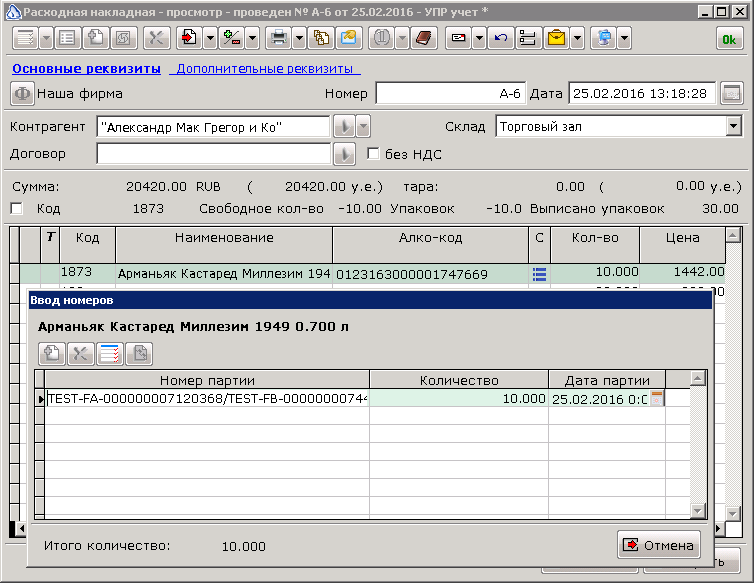 Расходная накладная - просмотр - проведен № А-6 от 25.02.2016 - УПР учет *
Ok
Основные реквизиты Дополнительные реквизиты
Ф Наша фирма Номер А-6 Дата 25.02.2016 13:18:28
Контрагент "Александр Мак Грегор и Ко" Склад Торговый зал
Договор без НДС
Сумма: 20420.00 RUB ( 20420.00 у.е.) тара: 0.00 ( 0.00 у.е.)
Код 1873 Свободное кол-во -10.00 Упаковок -10.0 Выписано упаковок 30.00
Т Код Наименование Алко-код С Кол-во Цена
1873 Арманьяк Кастаред Миллезим 194 0123163000001747669 10.000 1442.00
Ввод номеров
Арманьяк Кастаред Миллезим 1949 0.700 л
Номер партии Количество Дата партии
TEST-FA-000000007120368/TEST-FB-00000000744 10.000 25.02.2016 0:0
Итого количество: 10.000 Отмена